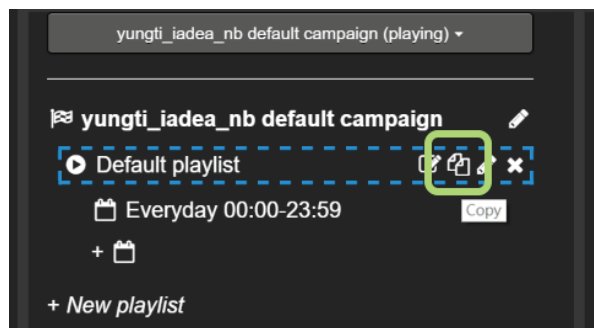 yungti_iadea_nb default campaign (playing)
yungti_iadea_nb default campaign
Default playlist
Copy
Everyday 00:00-23:59
+
+ New playlist